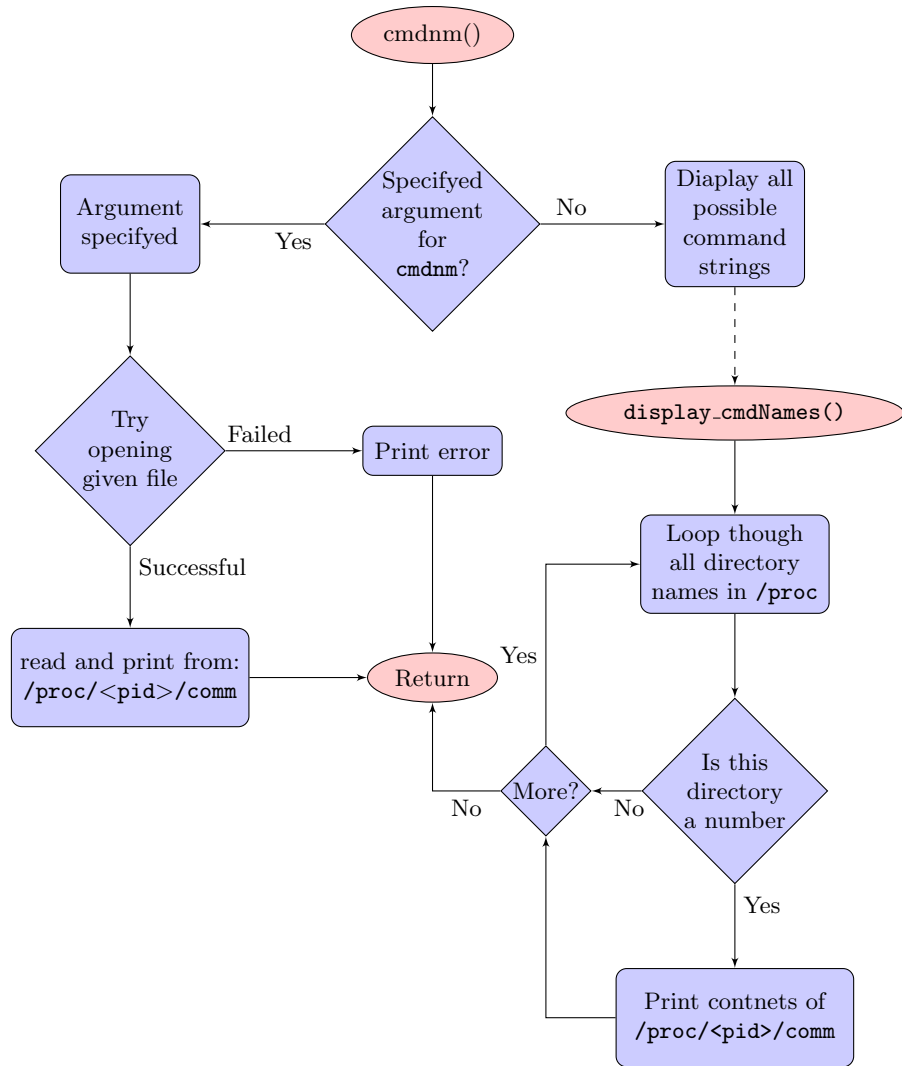 cmdnm()
Specifyed
argument
for
cmdnm?
Yes
No
Argument
specifyed
Diaplay all
possible
command
strings
display_cmdNames()
Try
opening
given file
Failed
Print error
Successful
Loop though
all directory
names in /proc
read and print from:
/proc/<pid>/comm
Return
Yes
Is this
directory
a number
No
More?
No
Yes
Print contnets of
/proc/<pid>/comm